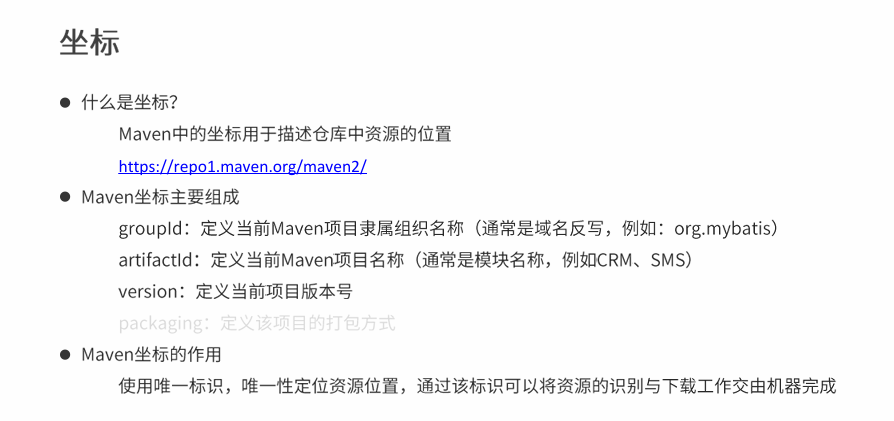 坐标
● 什么是坐标？
Maven中的坐标用于描述仓库中资源的位置
https://repo1.maven.org/maven2/
● Maven坐标主要组成
groupId：定义当前Maven项目隶属组织名称（通常是域名反写，例如：org.mybatis）
artifactId：定义当前Maven项目名称（通常是模块名称，例如CRM、SMS）
version：定义当前项目版本号
packaging：定义该项目的打包方式
● Maven坐标的作用
使用唯一标识，唯一性定位资源位置，通过该标识可以将资源的识别与下载工作交由机器完成